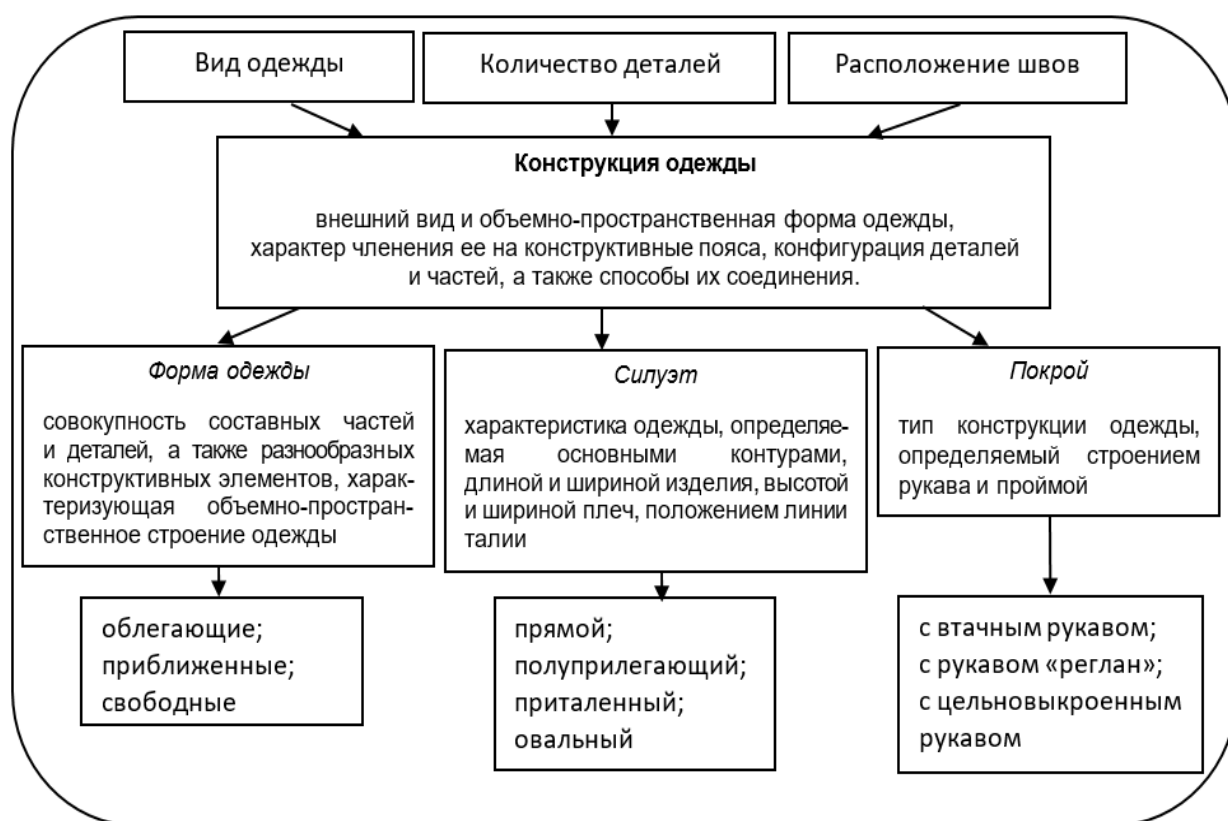 Вид одежды
Количество деталей
Расположение швов
Конструкция одежды
внешний вид и объемно-пространственная форма одежды,
характер членения ее на конструктивные пояса, конфигурация деталей
и частей, а также способы их соединения.
Форма одежды
совокупность составных частей
и деталей, а также разнообразных
конструктивных элементов, харак-
теризующая объемно-простран-
ственное строение одежды
Силуэт
характеристика одежды, определяе-
мая основными контурами,
длиной и шириной изделия, высотой
и шириной плеч, положением линии
талии
Покрой
тип конструкции одежды,
определяемый строением
рукава и проймой
облегающие;
приближенные;
свободные
прямой;
полуприлегающий;
приталенный;
овальный
с втачным рукавом;
с рукавом «реглан»;
с цельновыкроенным
рукавом